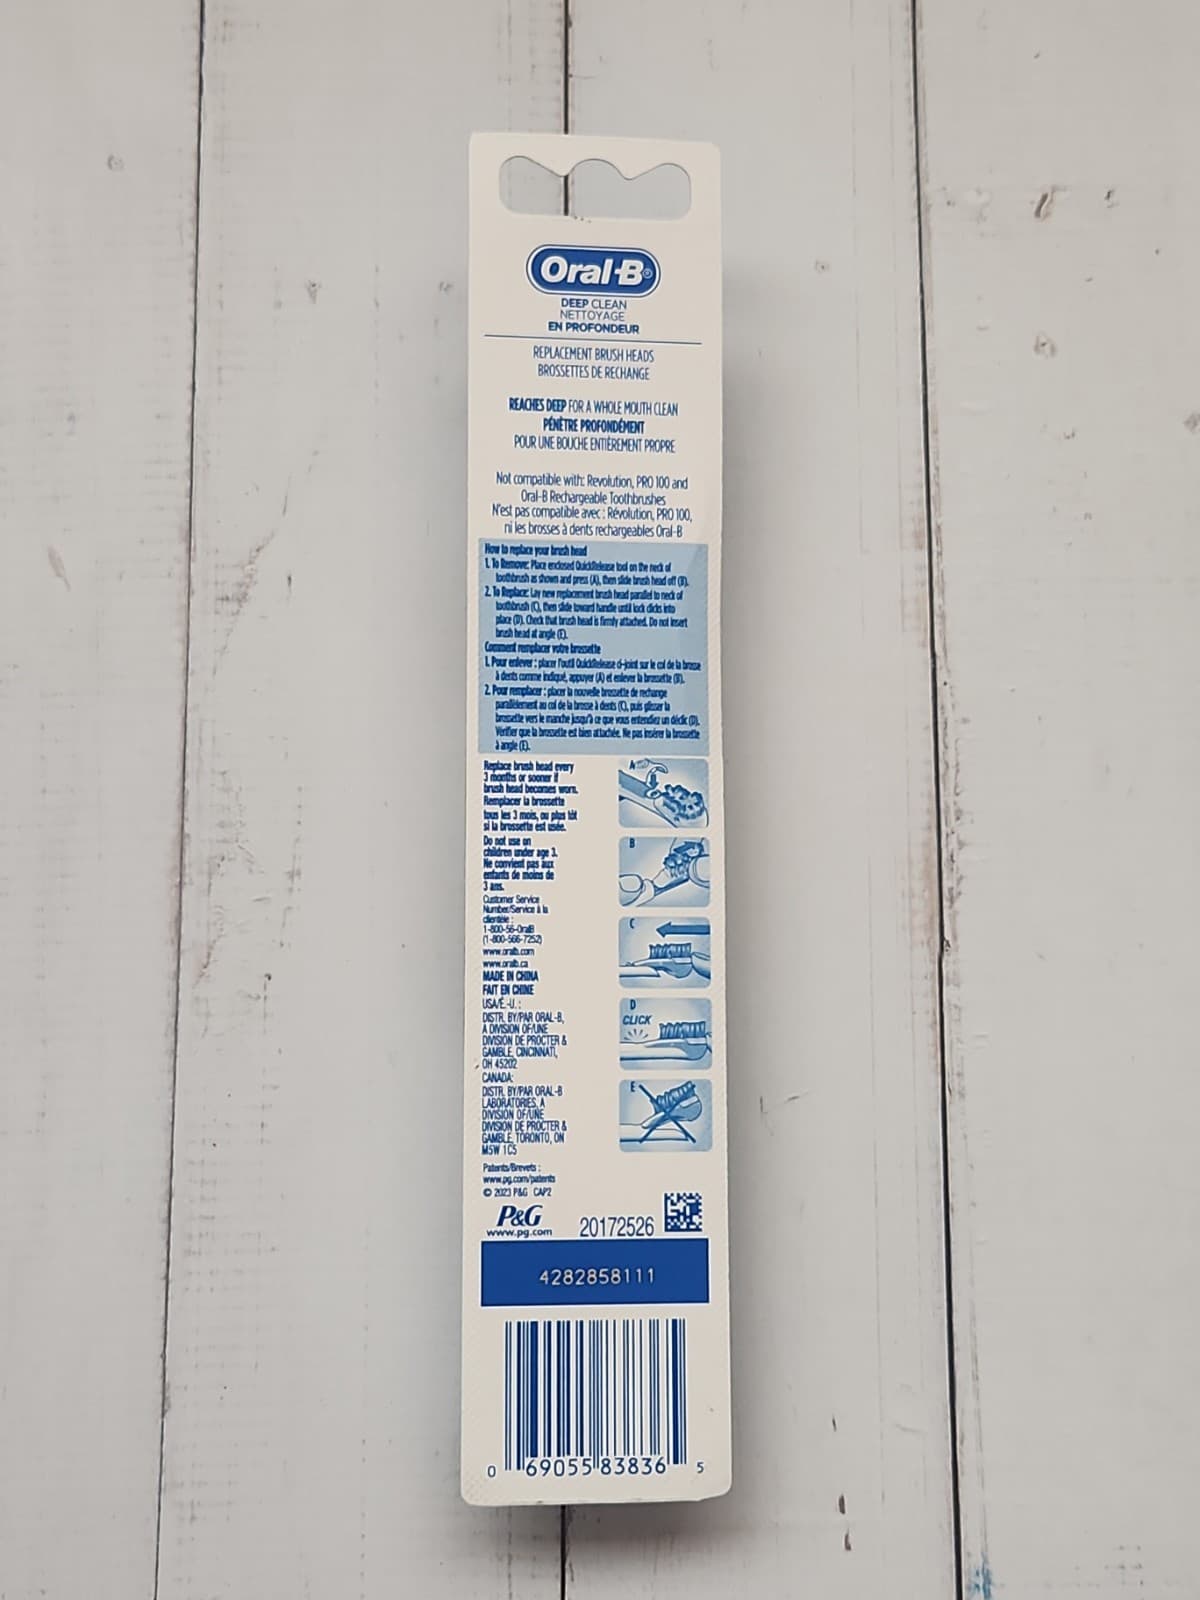 Oral-B®
DEEP CLEAN
NETTOYAGE
EN PROFONDEUR
REPLACEMENT BRUSH HEADS
BROSSETTES DE RECHANGE
REACHES DEEP FOR A WHOLE MOUTH CLEAN
PÉNÈTRE PROFONDÉMENT
POUR UNE BOUCHE ENTIÈREMENT PROPRE
Not compatible with: Revolution, PRO 100 and
Oral-B Rechargeable Toothbrushes
N'est pas compatible avec : Révolution, PRO 100,
ni les brosses à dents rechargeables Oral-B
How to replace your brush head
1. To Remove: Place enclosed QuickRelease tool on the neck of
toothbrush as shown and press (A), then slide brush head off (B).
2. To Replace: Lay new replacement brush head parallel to neck of
toothbrush (C), then slide toward handle until lock clicks into
place (D). Check that brush head is firmly attached. Do not insert
brush head at angle (E).
Comment remplacer votre brossette
1. Pour enlever : placer l'outil QuickRelease ci-joint sur le col de la brosse
à dents comme indiqué, appuyer (A) et enlever la brossette (B).
2. Pour remplacer : placer la nouvelle brossette de rechange
parallèlement au col de la brosse à dents (C), puis glisser la
brossette vers le manche jusqu'à ce que vous entendiez un déclic (D).
Vérifier que la brossette est bien attachée. Ne pas insérer la brossette
à angle (E).
Replace brush head every
3 months or sooner if
brush head becomes worn.
Remplacer la brossette
tous les 3 mois, ou plus tôt
si la brossette est usée.
Do not use on
children under age 3.
Ne convient pas aux
enfants de moins de
3 ans.
Customer Service
Number/Service à la
clientèle :
1-800-56-OralB
(1-800-566-7252)
www.oralb.com
www.oralb.ca
MADE IN CHINA
FAIT EN CHINE
USA/É.-U. :
DISTR. BY/PAR ORAL-B,
A DIVISION OF/UNE
DIVISION DE PROCTER &
GAMBLE, CINCINNATI,
OH 45202
CANADA:
DISTR. BY/PAR ORAL-B
LABORATORIES, A
DIVISION OF/UNE
DIVISION DE PROCTER &
GAMBLE, TORONTO, ON
M5W 1C5
Patents/Brevets :
www.pg.com/patents
© 2023 P&G CAP2
A
B
C
D
CLICK
E
P&G
www.pg.com
20172526
4282858111
0 69055 83836 5